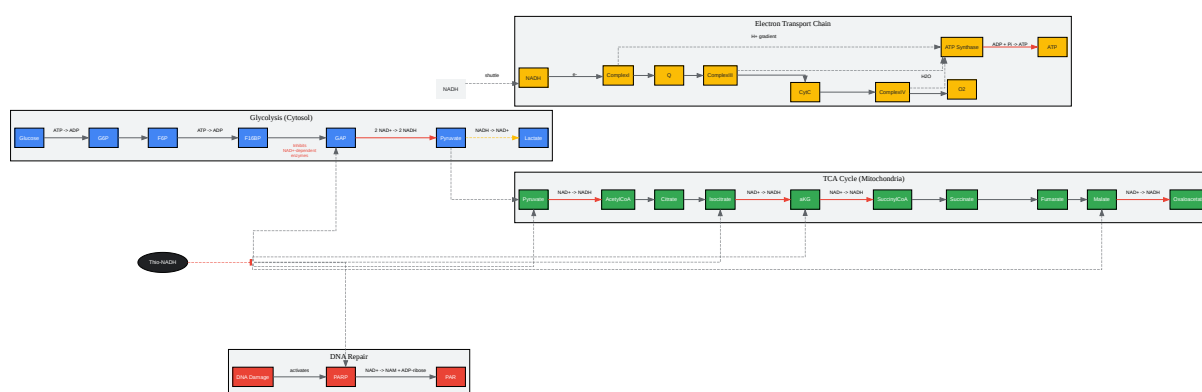 Electron Transport Chain
H+ gradient
ATP Synthase
ADP + Pi -> ATP
ATP
shuttle
NADH
NADH
e-
ComplexI
Q
ComplexIII
H2O
CytC
ComplexIV
O2
Glycolysis (Cytosol)
Glucose
ATP -> ADP
G6P
F6P
ATP -> ADP
F16BP
GAP
2 NAD+ -> 2 NADH
Pyruvate
NADH -> NAD+
Lactate
NAD+-dependent
enzymes
TCA Cycle (Mitochondria)
Pyruvate
NAD+ -> NADH
AcetylCoA
Citrate
Isocitrate
NAD+ -> NADH
aKG
NAD+ -> NADH
SuccinylCoA
Succinate
Fumarate
Malate
NAD+ -> NADH
Oxaloacetate
Thio-NADH
DNA Repair
DNA Damage
activates
PARP
NAD+ -> NAM + ADP-ribose
PAR